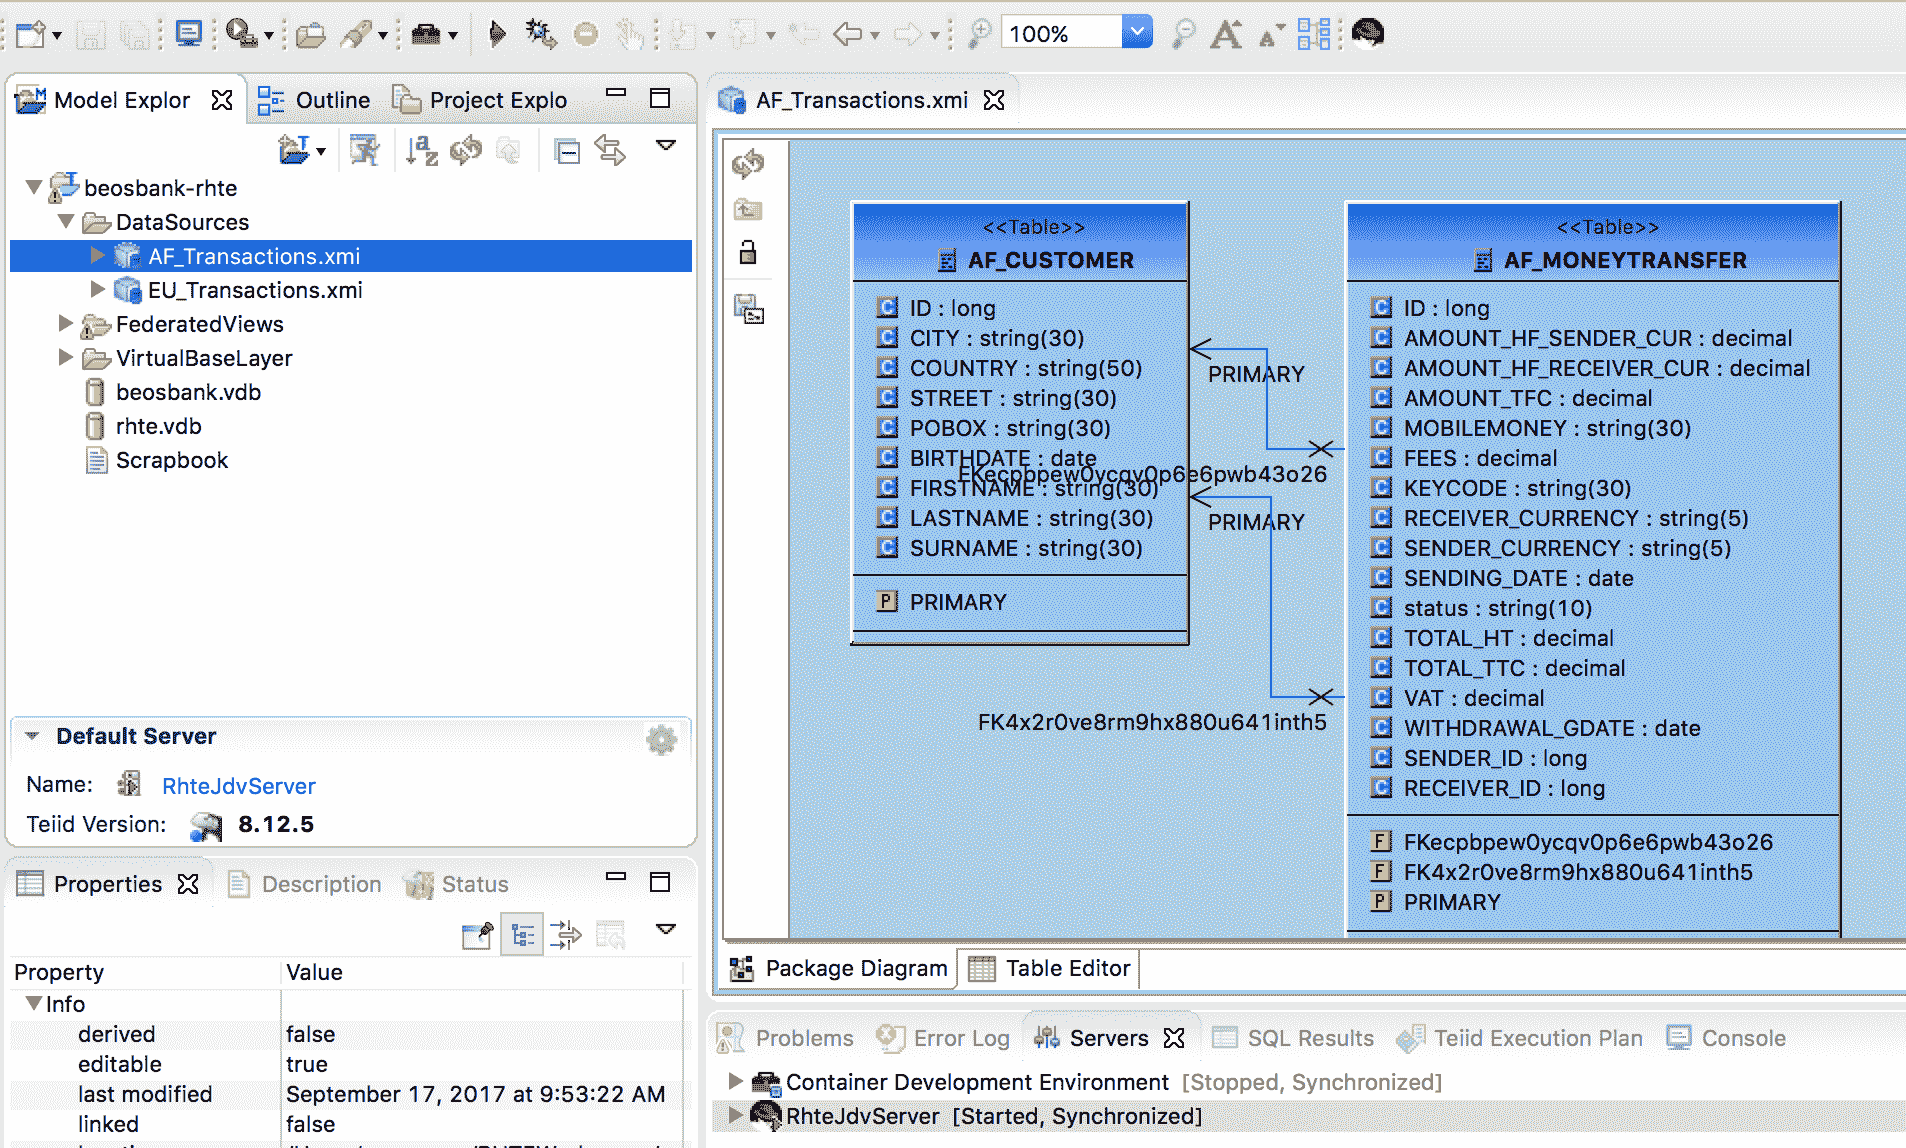 100%
Model Explor
Outline
Project Explo
beosbank-rhte
DataSources
AF_Transactions.xmi
EU_Transactions.xmi
FederatedViews
VirtualBaseLayer
beosbank.vdb
rhte.vdb
Scrapbook
Default Server
Name: RhteJdvServer
Teiid Version: 8.12.5
Properties
Description
Status
Property Value
Info
derived false
editable true
last modified September 17, 2017 at 9:53:22 AM
linked false
AF_Transactions.xmi
<<Table>>
AF_CUSTOMER
ID : long
CITY : string(30)
COUNTRY : string(50)
STREET : string(30)
POBOX : string(30)
BIRTHDATE : date
FIRSTNAME : string(30)
LASTNAME : string(30)
SURNAME : string(30)
PRIMARY
PRIMARY
FKecpbpew0ycqv0p6e6pwb43o26
PRIMARY
FK4x2r0ve8rm9hx880u641inth5
<<Table>>
AF_MONEYTRANSFER
ID : long
AMOUNT_HF_SENDER_CUR : decimal
AMOUNT_HF_RECEIVER_CUR : decimal
AMOUNT_TFC : decimal
MOBILEMONEY : string(30)
FEES : decimal
KEYCODE : string(30)
RECEIVER_CURRENCY : string(5)
SENDER_CURRENCY : string(5)
SENDING_DATE : date
status : string(10)
TOTAL_HT : decimal
TOTAL_TTC : decimal
VAT : decimal
WITHDRAWAL_GDATE : date
SENDER_ID : long
RECEIVER_ID : long
FKecpbpew0ycqv0p6e6pwb43o26
FK4x2r0ve8rm9hx880u641inth5
PRIMARY
Package Diagram
Table Editor
Problems
Error Log
Servers
SQL Results
Teiid Execution Plan
Console
Container Development Environment [Stopped, Synchronized]
RhteJdvServer [Started, Synchronized]